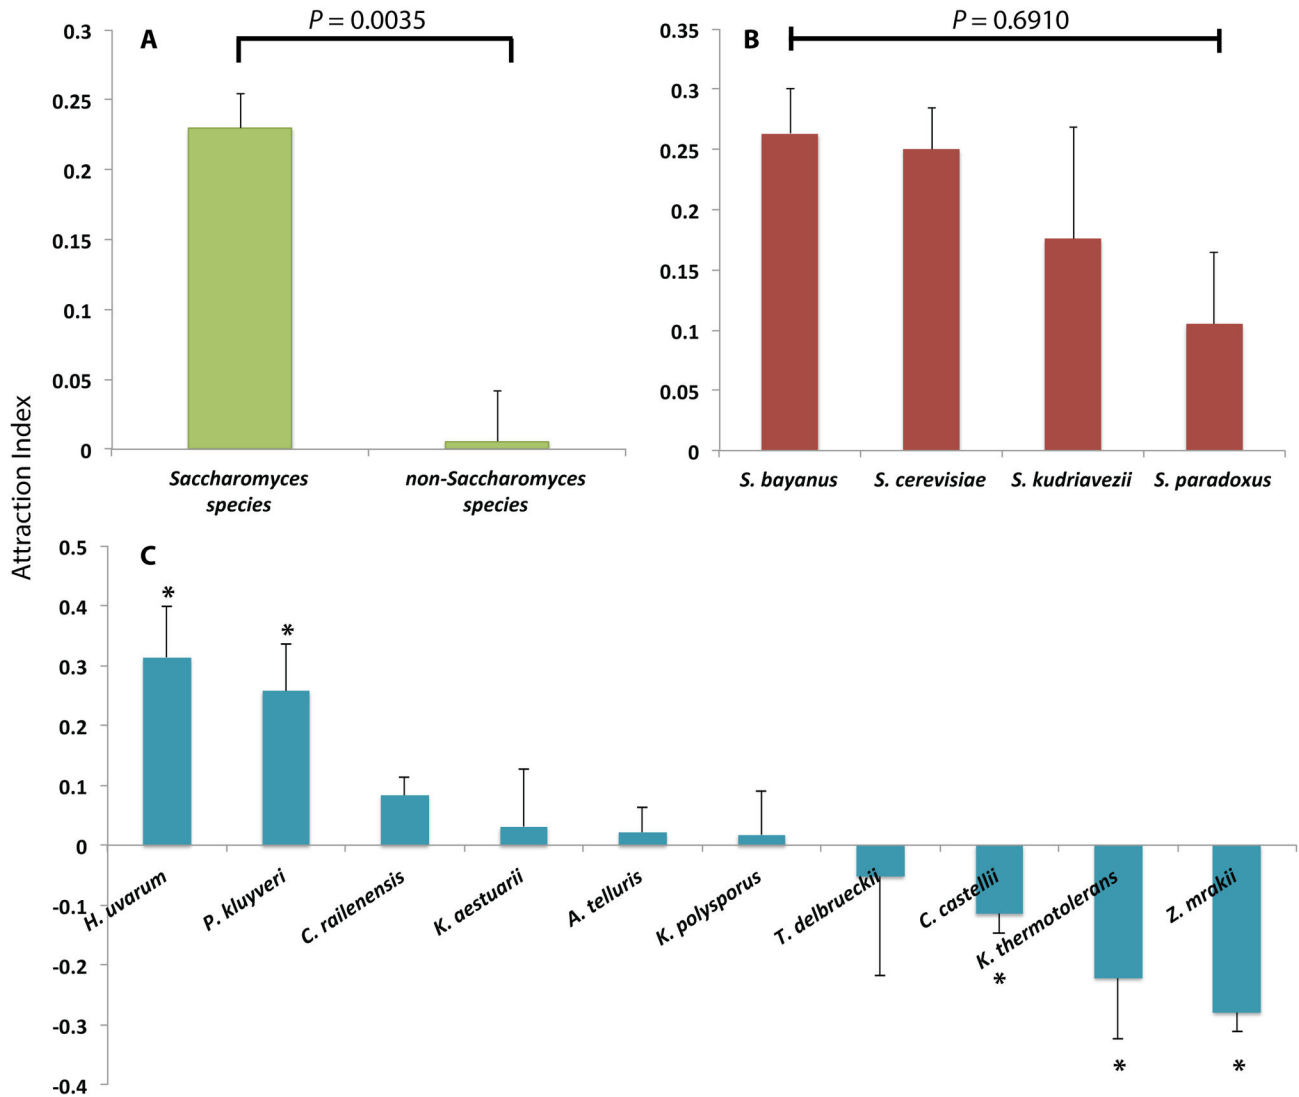 Attraction Index
A
P = 0.0035
0.3
0.25
0.2
0.15
0.1
0.05
0
Saccharomyces
species
non-Saccharomyces
species
B
P = 0.6910
0.35
0.3
0.25
0.2
0.15
0.1
0.05
0
S. bayanus
S. cerevisiae
S. kudriavezii
S. paradoxus
C
0.5
0.4
0.3
0.2
0.1
0
-0.1
-0.2
-0.3
-0.4
*
*
H. uvarum
P. kluyveri
C. railenensis
K. aestuarii
A. telluris
K. polysporus
T. delbrueckii
C. castellii
K. thermotolerans
Z. mrakii
*
*
*